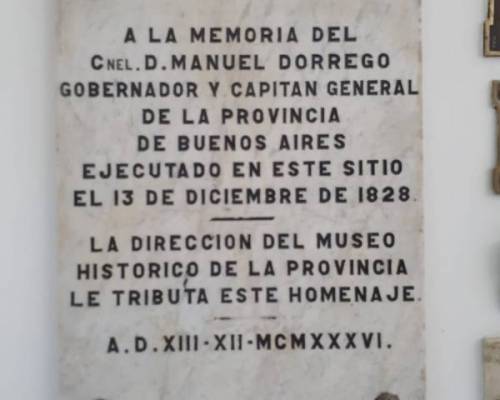 A LA MEMORIA DEL
CNEL. D. MANUEL DORREGO
GOBERNADOR Y CAPITAN GENERAL
DE LA PROVINCIA
DE BUENOS AIRES
EJECUTADO EN ESTE SITIO
EL 13 DE DICIEMBRE DE 1828.
LA DIRECCION DEL MUSEO
HISTORICO DE LA PROVINCIA
LE TRIBUTA ESTE HOMENAJE.
A. D. XIII-XII-MCMXXXVI.